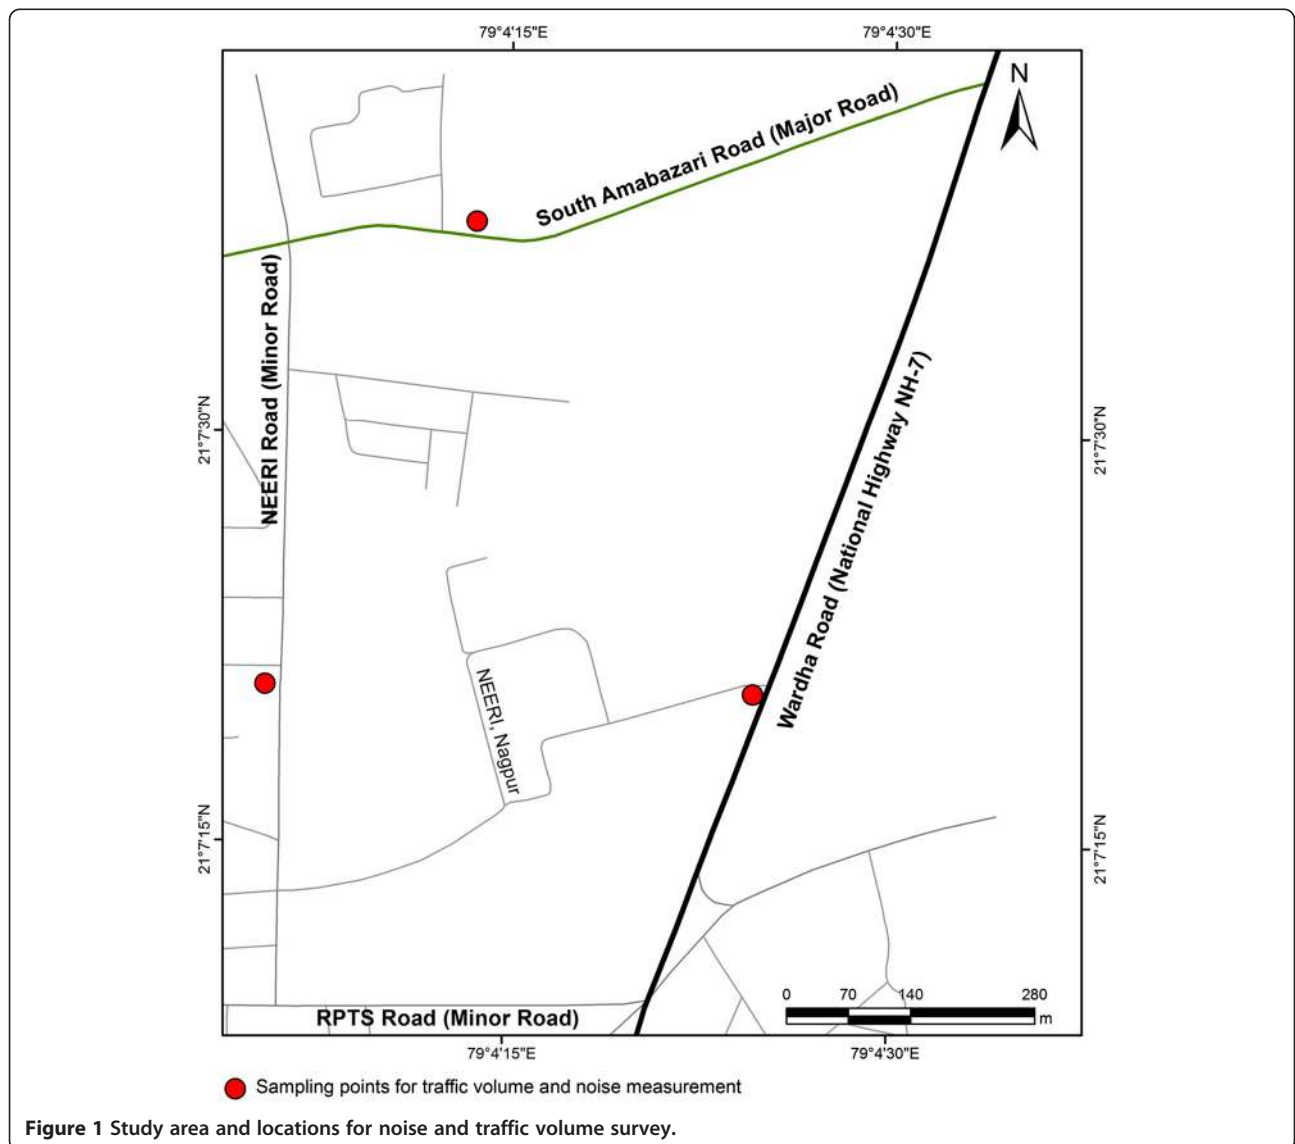 79°4'15"E
79°4'30"E
N
South Amabazari Road (Major Road)
NEERI Road (Minor Road)
21°7'30"N
21°7'30"N
Wardha Road (National Highway NH-7)
NEERI, Nagpur
21°7'15"N
21°7'15"N
0 70 140 280
m
RPTS Road (Minor Road)
79°4'15"E
79°4'30"E
Sampling points for traffic volume and noise measurement
Figure 1 Study area and locations for noise and traffic volume survey.